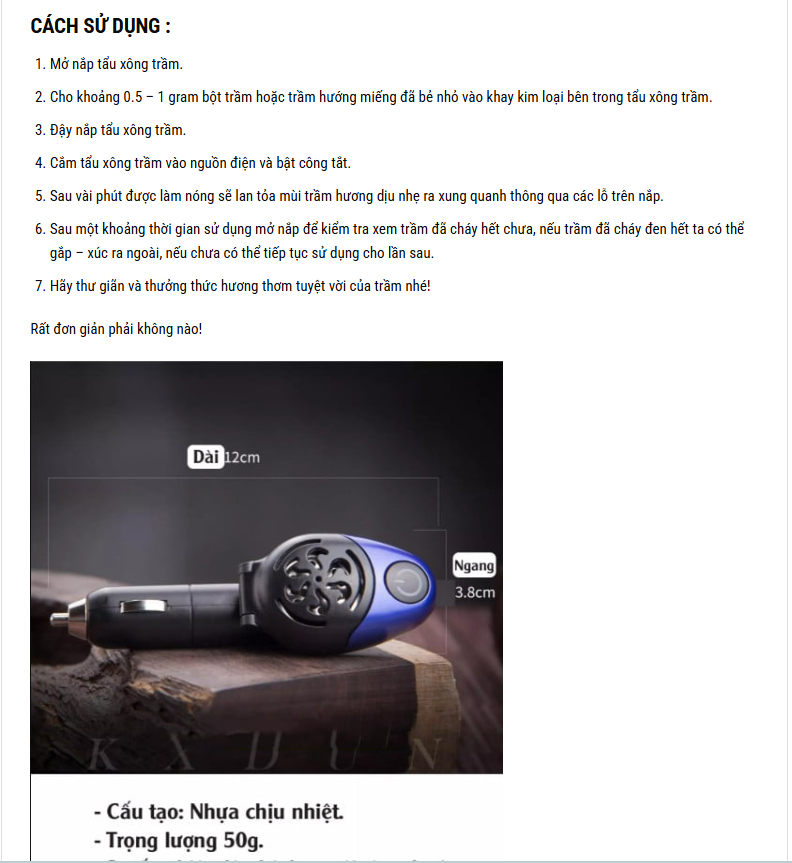 CÁCH SỬ DỤNG :
1. Mở nắp tẩu xông trầm.
2. Cho khoảng 0.5 – 1 gram bột trầm hoặc trầm hướng miếng đã bẻ nhỏ vào khay kim loại bên trong tẩu xông trầm.
3. Đậy nắp tẩu xông trầm.
4. Cắm tẩu xông trầm vào nguồn điện và bật công tắt.
5. Sau vài phút được làm nóng sẽ lan tỏa mùi trầm hương dịu nhẹ ra xung quanh thông qua các lỗ trên nắp.
6. Sau một khoảng thời gian sử dụng mở nắp để kiểm tra xem trầm đã cháy hết chưa, nếu trầm đã cháy đen hết ta có thể
gắp – xúc ra ngoài, nếu chưa có thể tiếp tục sử dụng cho lần sau.
7. Hãy thư giãn và thưởng thức hương thơm tuyệt vời của trầm nhé!
Rất đơn giản phải không nào!
Dài 12cm
Ngang
3.8cm
K X D U N
- Cấu tạo: Nhựa chịu nhiệt.
- Trọng lượng 50g.